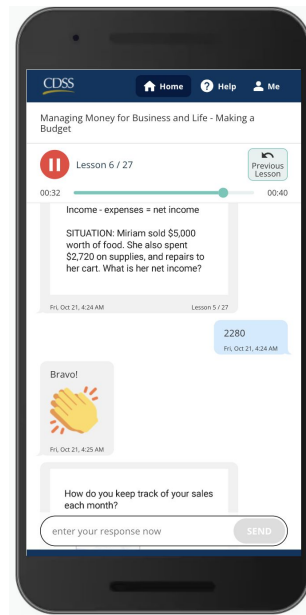 CDSS
Home
Help
Me
Managing Money for Business and Life - Making a
Budget
Lesson 6 / 27
Previous
Lesson
00:32
00:40
Income - expenses = net income
SITUATION: Miriam sold $5,000
worth of food. She also spent
$2,720 on supplies, and repairs to
her cart. What is her net income?
Fri, Oct 21, 4:24 AM
Lesson 5 / 27
2280
Fri, Oct 21, 4:24 AM
Bravo!
Fri, Oct 21, 4:25 AM
How do you keep track of your sales
each month?
enter your response now
SEND